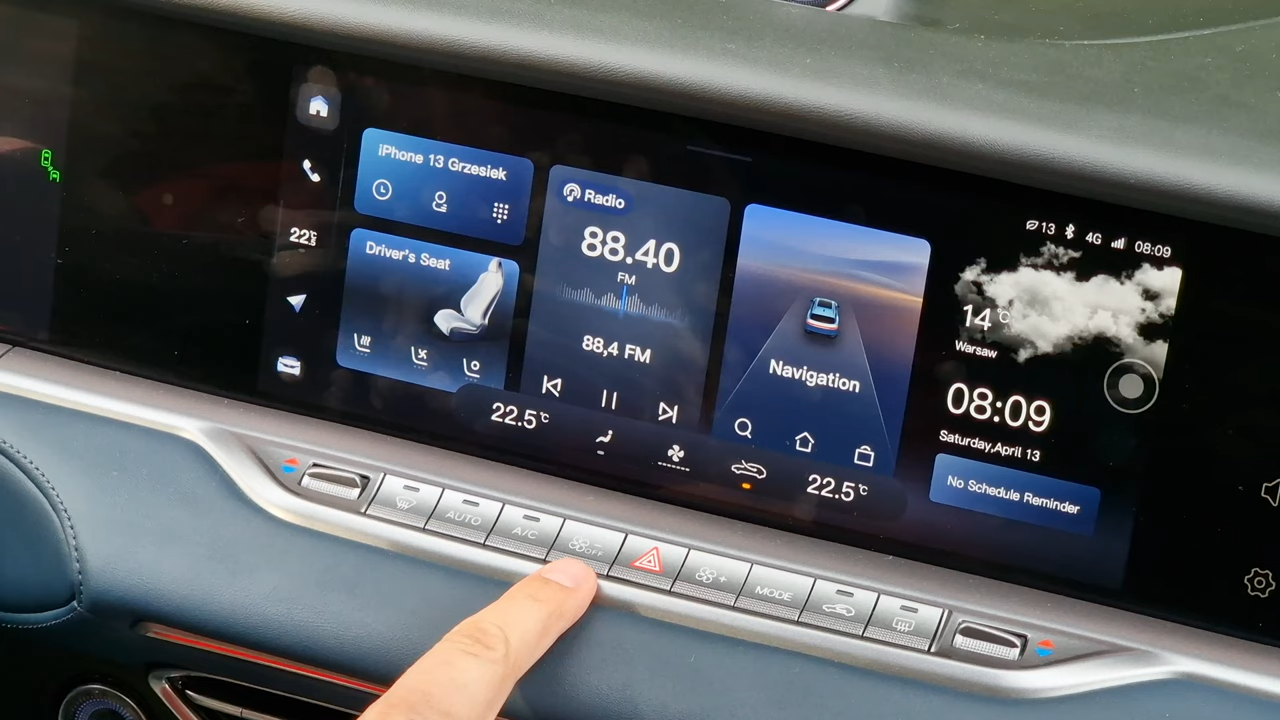 iPhone 13 Grzesiek
22
Driver's Seat
Radio
88.40
FM
88,4 FM
Navigation
13 4G 08:09
14°C
Warsaw
08:09
Saturday,April 13
No Schedule Reminder
22.5°C
22.5°C
AUTO
A/C
OFF
MODE